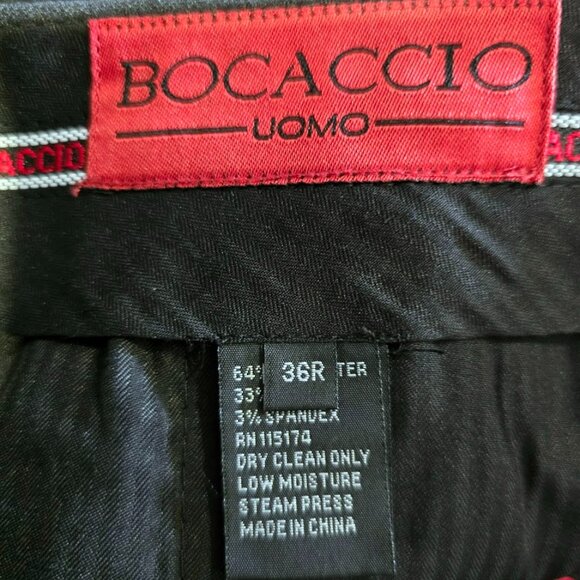 BOCACCIO
UOMO
ACCIO
AC
64% 36R TER
33%
3% SPANDEX
RN 115174
DRY CLEAN ONLY
LOW MOISTURE
STEAM PRESS
MADE IN CHINA